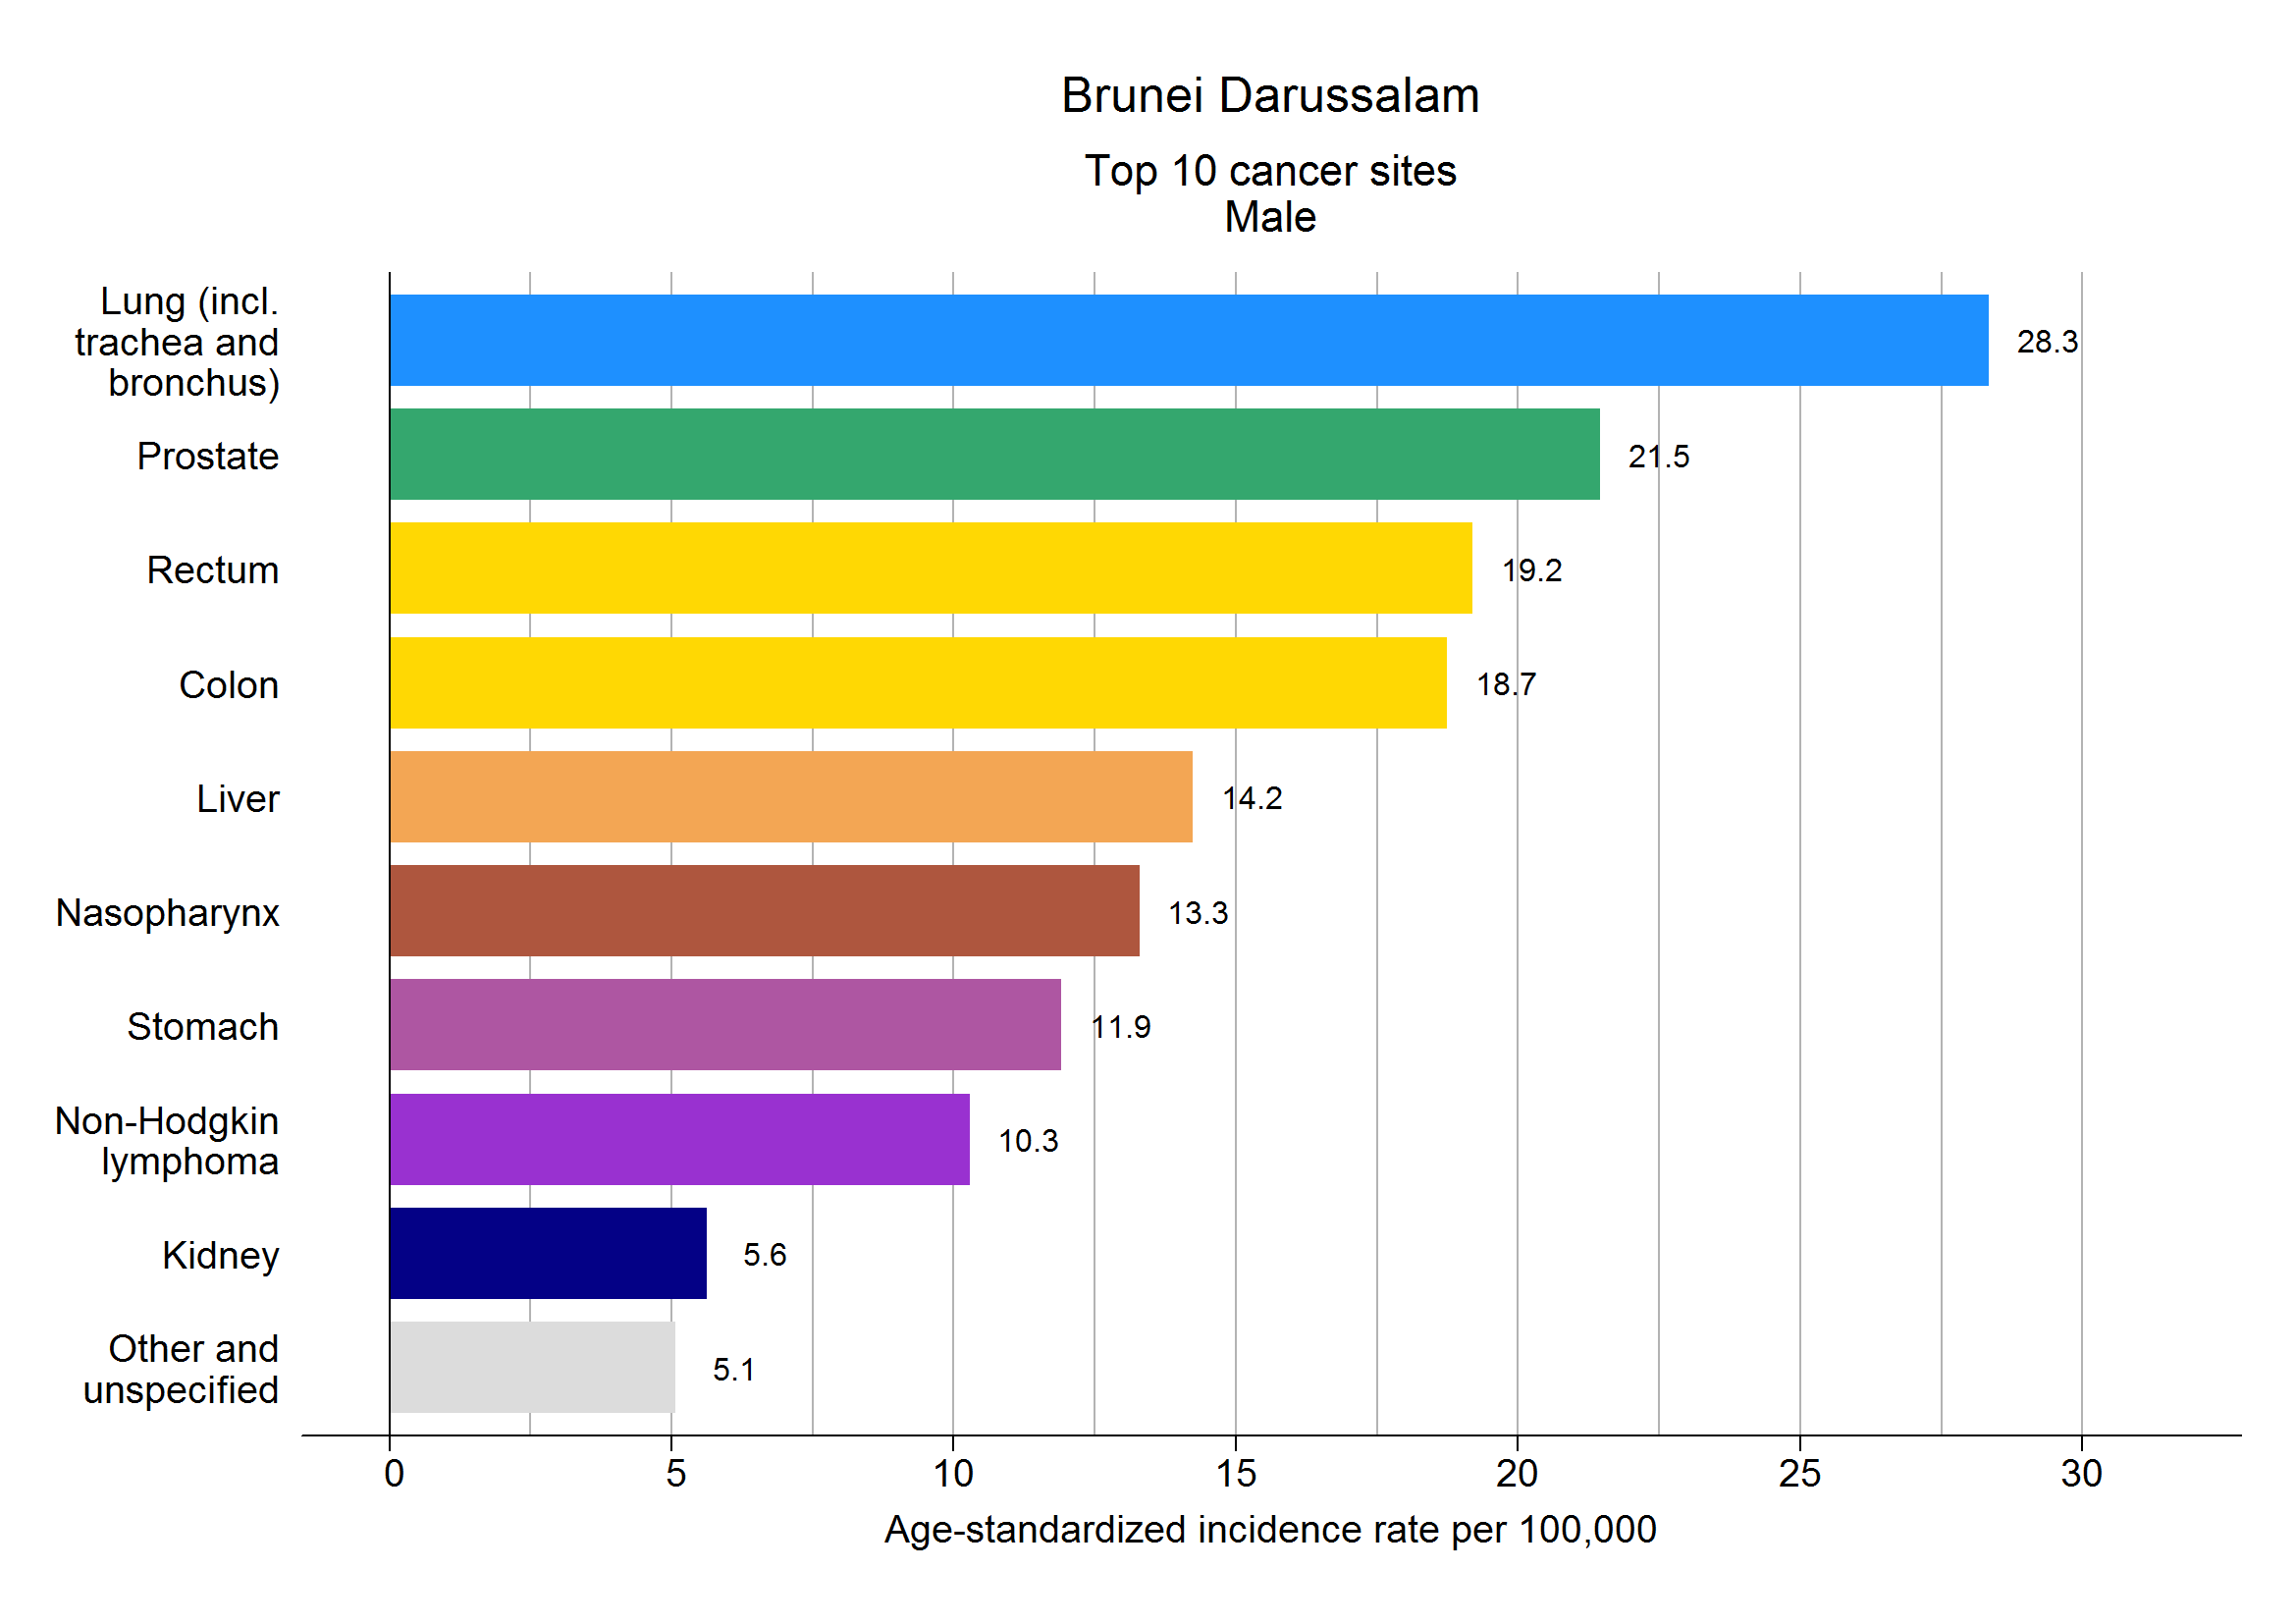 Brunei Darussalam
Top 10 cancer sites
Male
Lung (incl.
trachea and
bronchus)
28.3
Prostate
21.5
Rectum
19.2
Colon
18.7
Liver
14.2
Nasopharynx
13.3
Stomach
11.9
Non-Hodgkin
lymphoma
10.3
Kidney
5.6
Other and
unspecified
5.1
0 5 10 15 20 25 30
Age-standardized incidence rate per 100,000